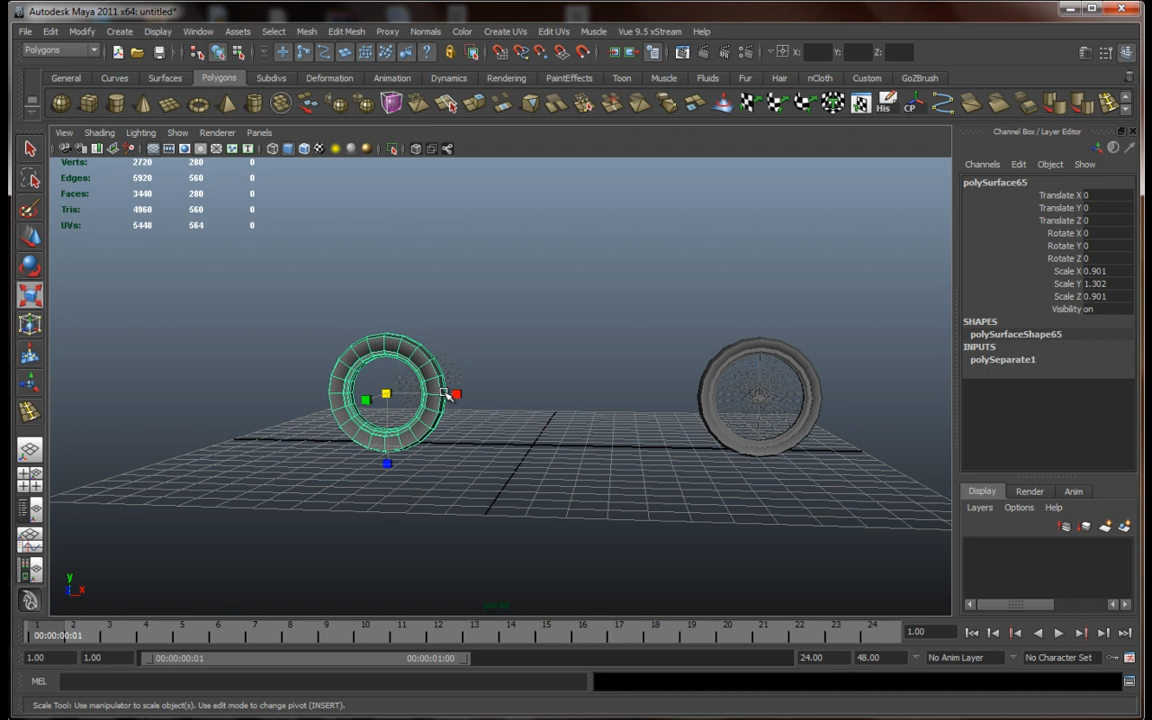 Autodesk Maya 2011 x64: untitled*
File Edit Modify Create Display Window Assets Select Mesh Edit Mesh Proxy Normals Color Create UVs Edit UVs Muscle Vue 9.5 xStream Help
Polygons X: Y: Z:
General Curves Surfaces Polygons Subdivs Deformation Animation Dynamics Rendering PaintEffects Toon Muscle Fluids Fur Hair nCloth Custom GoZBrush
His CP
View Shading Lighting Show Renderer Panels
Channel Box / Layer Editor
Channels Edit Object Show
Verts: 2720 280 0
Edges: 5920 560 0
Faces: 3440 280 0
Tris: 4960 560 0
UVs: 5448 564 0
polySurface65
Translate X 0
Translate Y 0
Translate Z 0
Rotate X 0
Rotate Y 0
Rotate Z 0
Scale X 0.901
Scale Y 1.302
Scale Z 0.901
Visibility on
SHAPES
polySurfaceShape65
INPUTS
polySeparate1
Display Render Anim
Layers Options Help
y
x
persp
1 2 3 4 5 6 7 8 9 10 11 12 13 14 15 16 17 18 19 20 21 22 23 24
00:00:00:01
1.00
1.00 1.00 00:00:00:01 00:00:01:00 24.00 48.00 No Anim Layer No Character Set
MEL
Scale Tool: Use manipulator to scale object(s). Use edit mode to change pivot (INSERT).